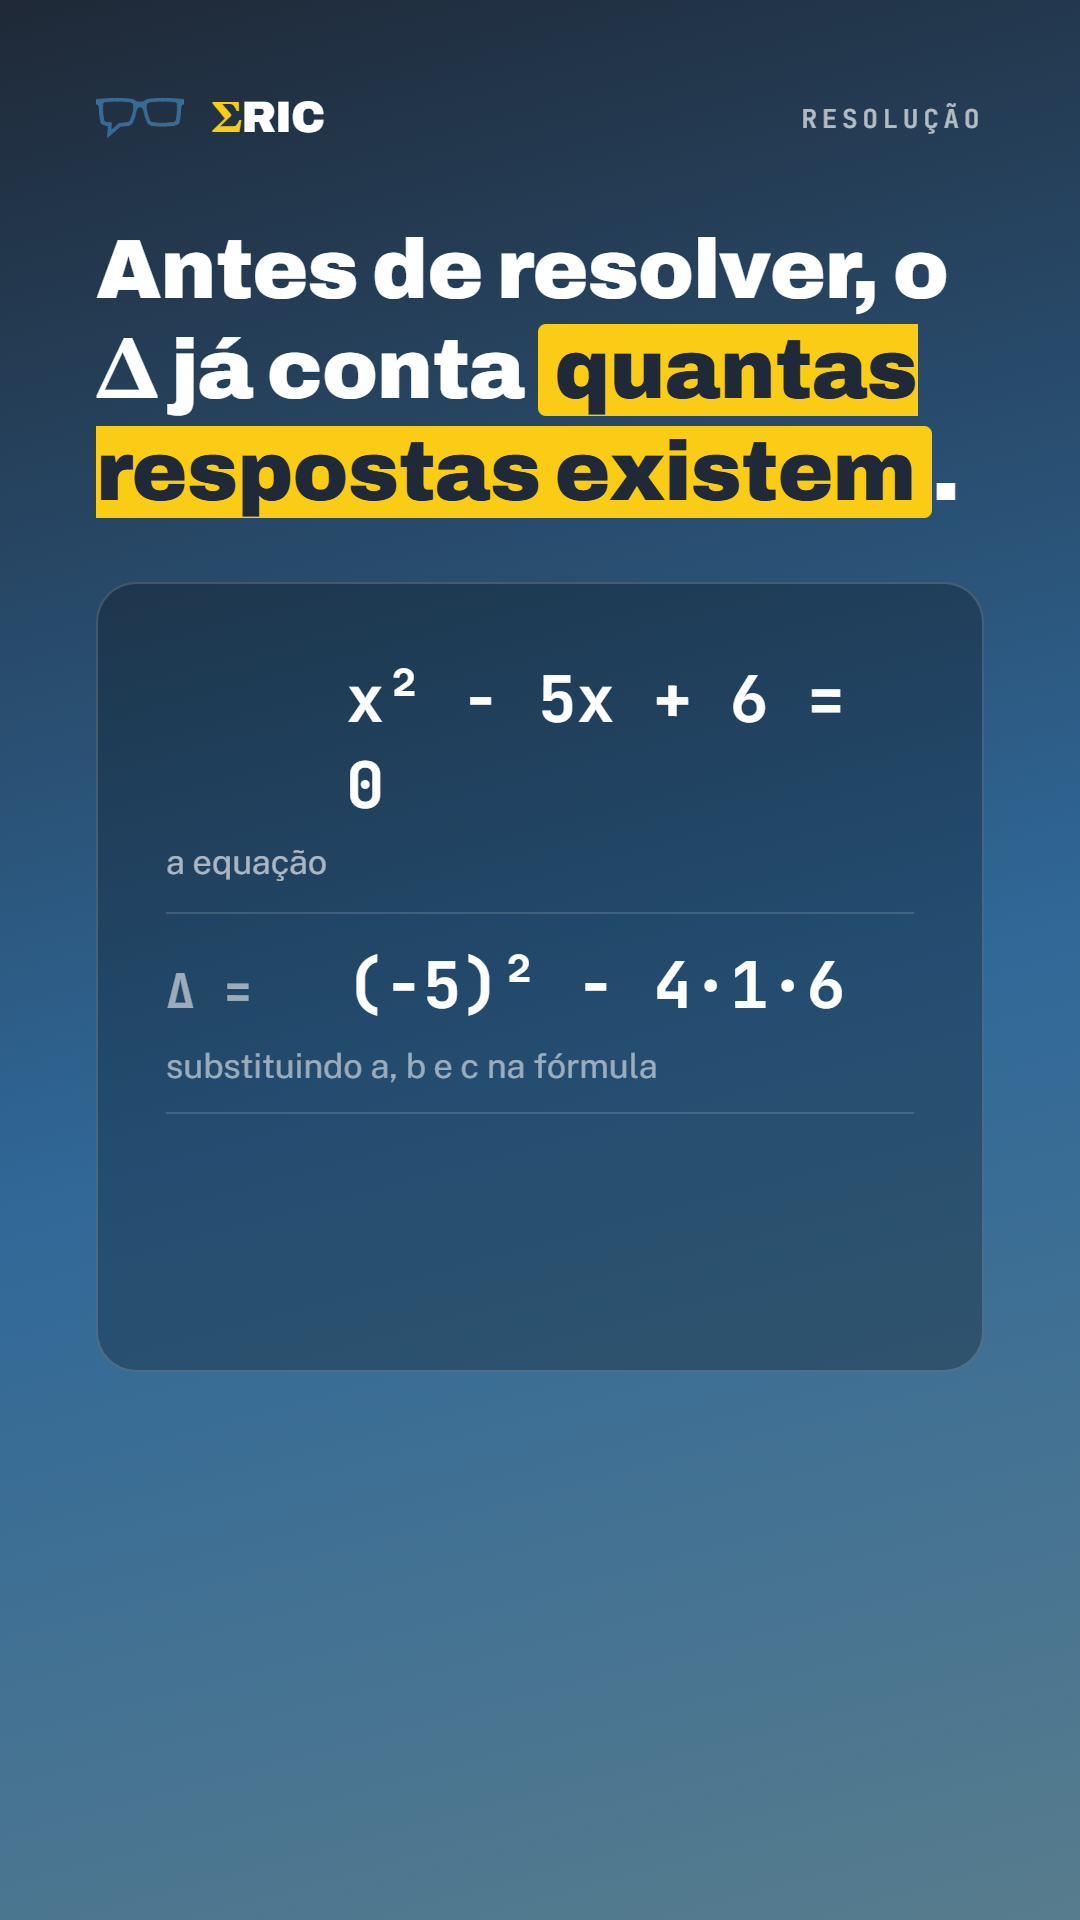 ΣRIC
RESOLUÇÃO
Antes de resolver, o
Δ já conta quantas
respostas existem.
x² - 5x + 6 =
0
a equação
Δ = (-5)² - 4·1·6
substituindo a, b e c na fórmula